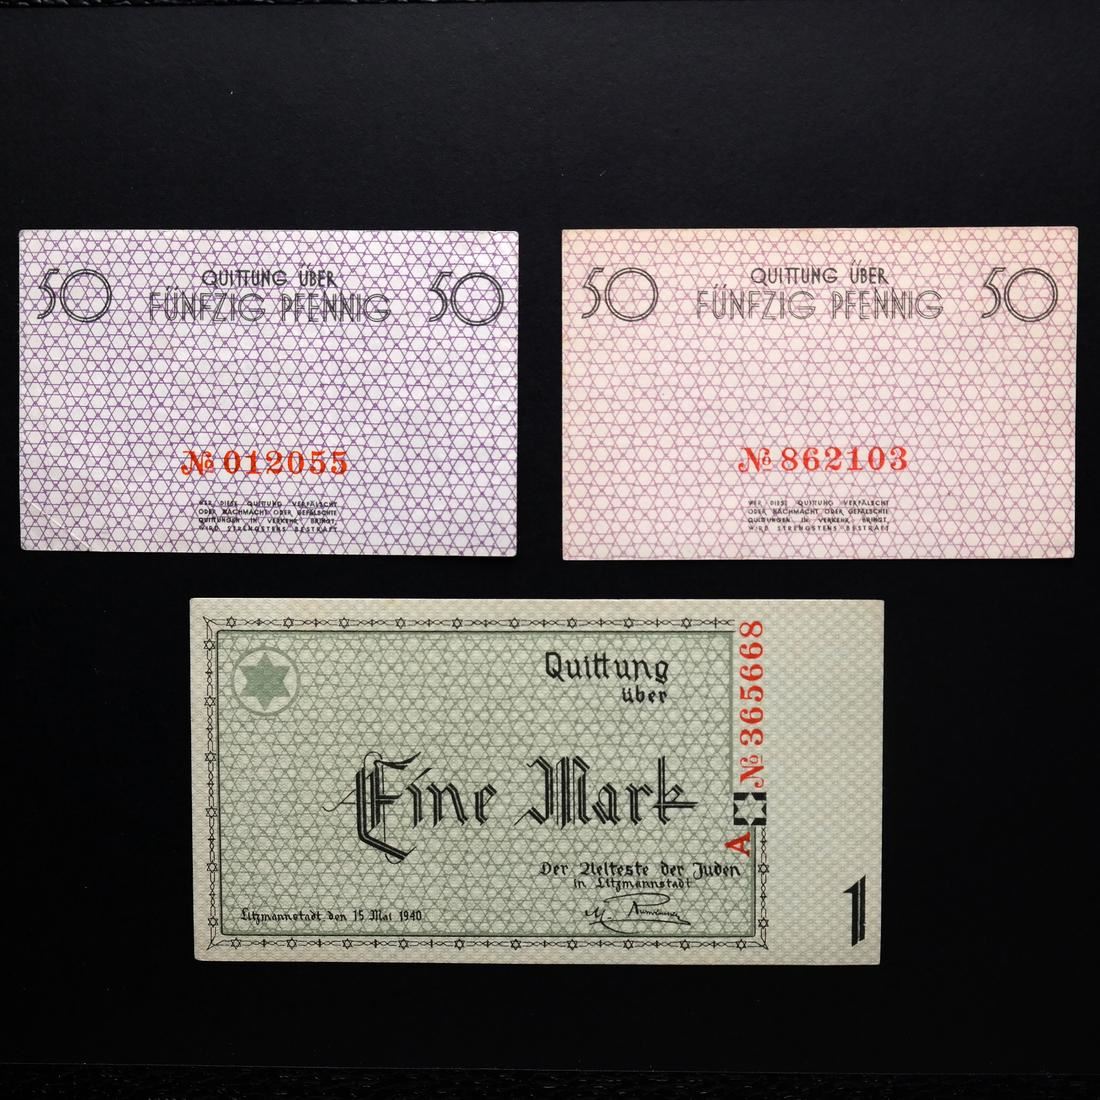 50 QUITTUNG ÜBER 50
FÜNFZIG PFENNIG
№ 012055
WER DIESE QUITTUNG VERFÄLSCHT
ODER NACHMACHT ODER GEFÄLSCHTE
QUITTUNGEN IN VERKEHR BRINGT,
WIRD STRENGSTENS BESTRAFT
50 QUITTUNG ÜBER 50
FÜNFZIG PFENNIG
№ 862103
WER DIESE QUITTUNG VERFÄLSCHT
ODER NACHMACHT ODER GEFÄLSCHTE
QUITTUNGEN IN VERKEHR BRINGT,
WIRD STRENGSTENS BESTRAFT
Quittung
über
Eine Mark
Der Aelteste der Juden
in Litzmannstadt
Litzmannstadt den 15 Mai 1940
A № 365668
1